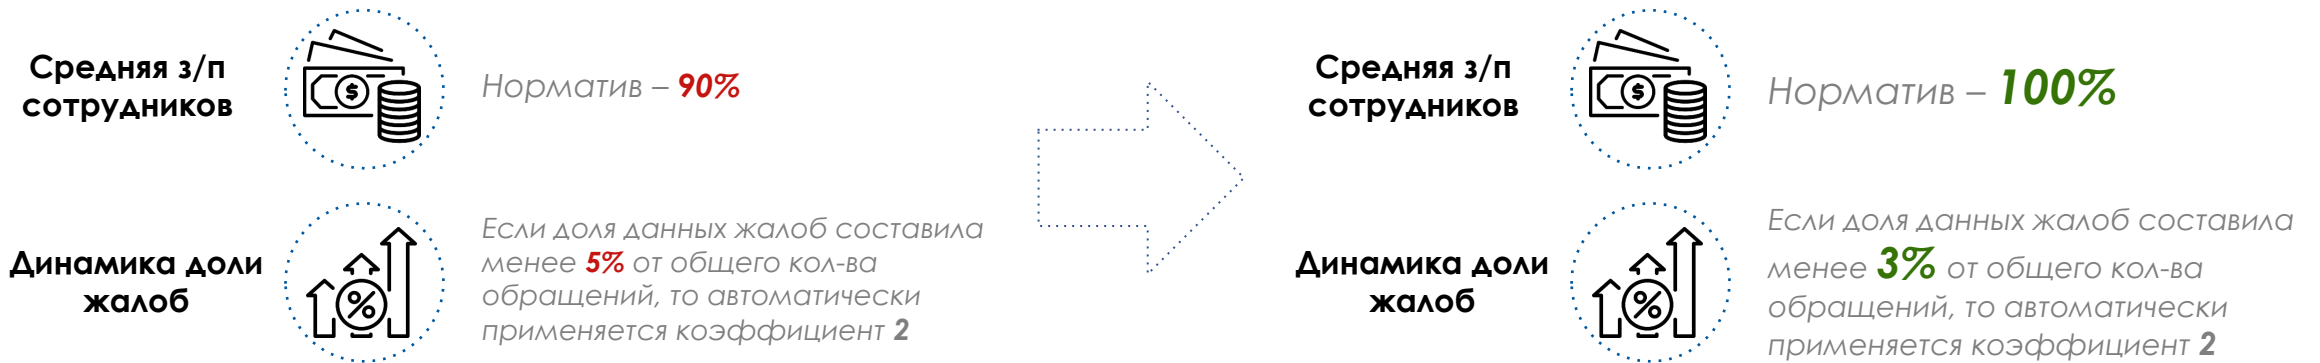 Средняя з/п
сотрудников
Норматив – 90%
Динамика доли
жалоб
Если доля данных жалоб составила
менее 5% от общего кол-ва
обращений, то автоматически
применяется коэффициент 2
Средняя з/п
сотрудников
Норматив – 100%
Динамика доли
жалоб
Если доля данных жалоб составила
менее 3% от общего кол-ва
обращений, то автоматически
применяется коэффициент 2